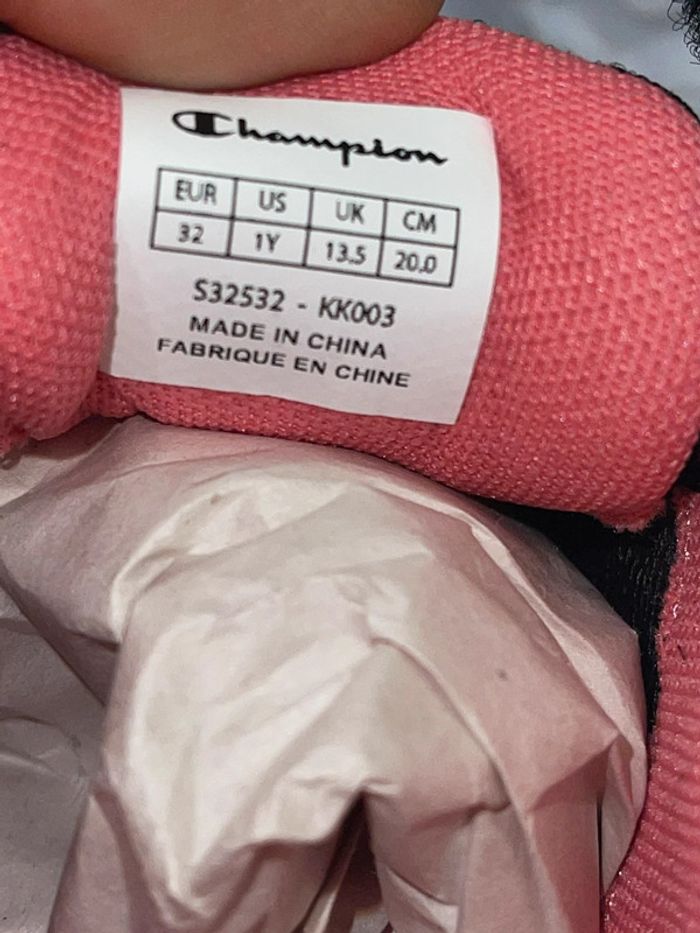 Champion
EUR US UK CM
32 1Y 13.5 20.0
S32532 - KK003
MADE IN CHINA
FABRIQUE EN CHINE